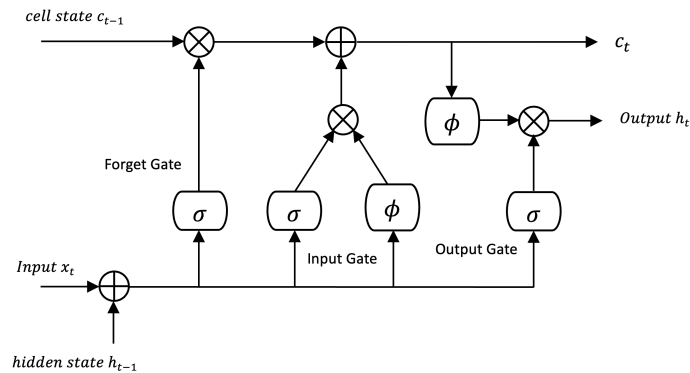 cell state c_{t−1}
c_t
ϕ
Output h_t
Forget Gate
σ
σ
ϕ
σ
Input Gate
Output Gate
Input x_t
hidden state h_{t−1}